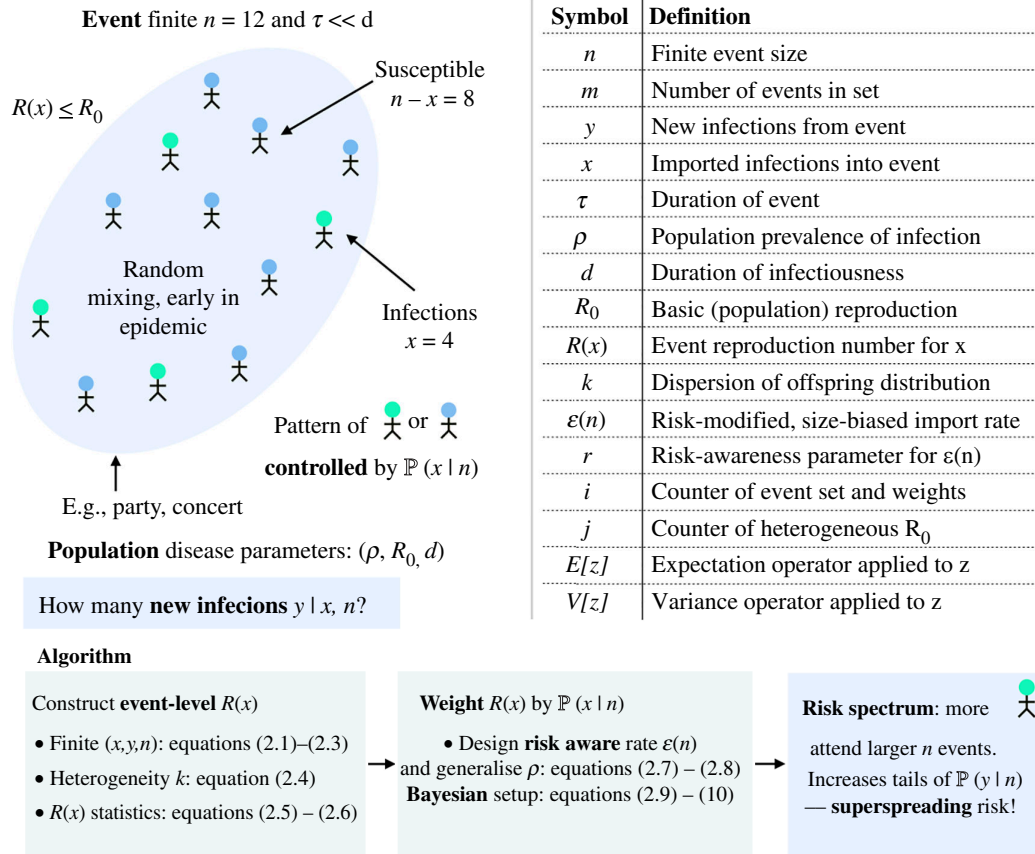 Event finite n = 12 and τ << d
R(x) ≤ R0
Susceptible
n – x = 8
Random
mixing, early in
epidemic
Infections
x = 4
Pattern of or
controlled by ℙ (x | n)
E.g., party, concert
Population disease parameters: (ρ, R0, d)
How many new infecions y | x, n?
Symbol Definition
n Finite event size
m Number of events in set
y New infections from event
x Imported infections into event
τ Duration of event
ρ Population prevalence of infection
d Duration of infectiousness
R0 Basic (population) reproduction
R(x) Event reproduction number for x
k Dispersion of offspring distribution
ε(n) Risk-modified, size-biased import rate
r Risk-awareness parameter for ε(n)
i Counter of event set and weights
j Counter of heterogeneous R0
E[z] Expectation operator applied to z
V[z] Variance operator applied to z
Algorithm
Construct event-level R(x)
• Finite (x,y,n): equations (2.1)–(2.3)
• Heterogeneity k: equation (2.4)
• R(x) statistics: equations (2.5) – (2.6)
Weight R(x) by ℙ (x | n)
• Design risk aware rate ε(n)
and generalise ρ: equations (2.7) – (2.8)
Bayesian setup: equations (2.9) – (10)
Risk spectrum: more
attend larger n events.
Increases tails of ℙ (y | n)
— superspreading risk!